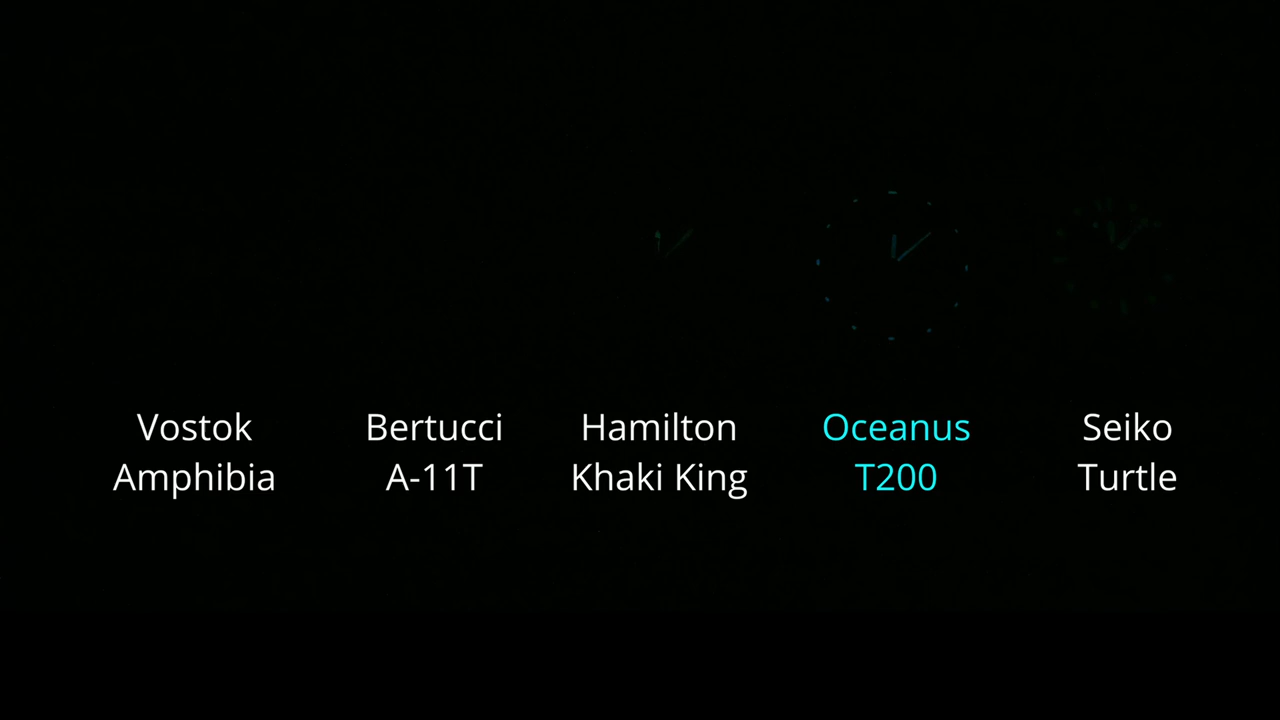 Vostok
Amphibia
Bertucci
A-11T
Hamilton
Khaki King
Oceanus
T200
Seiko
Turtle